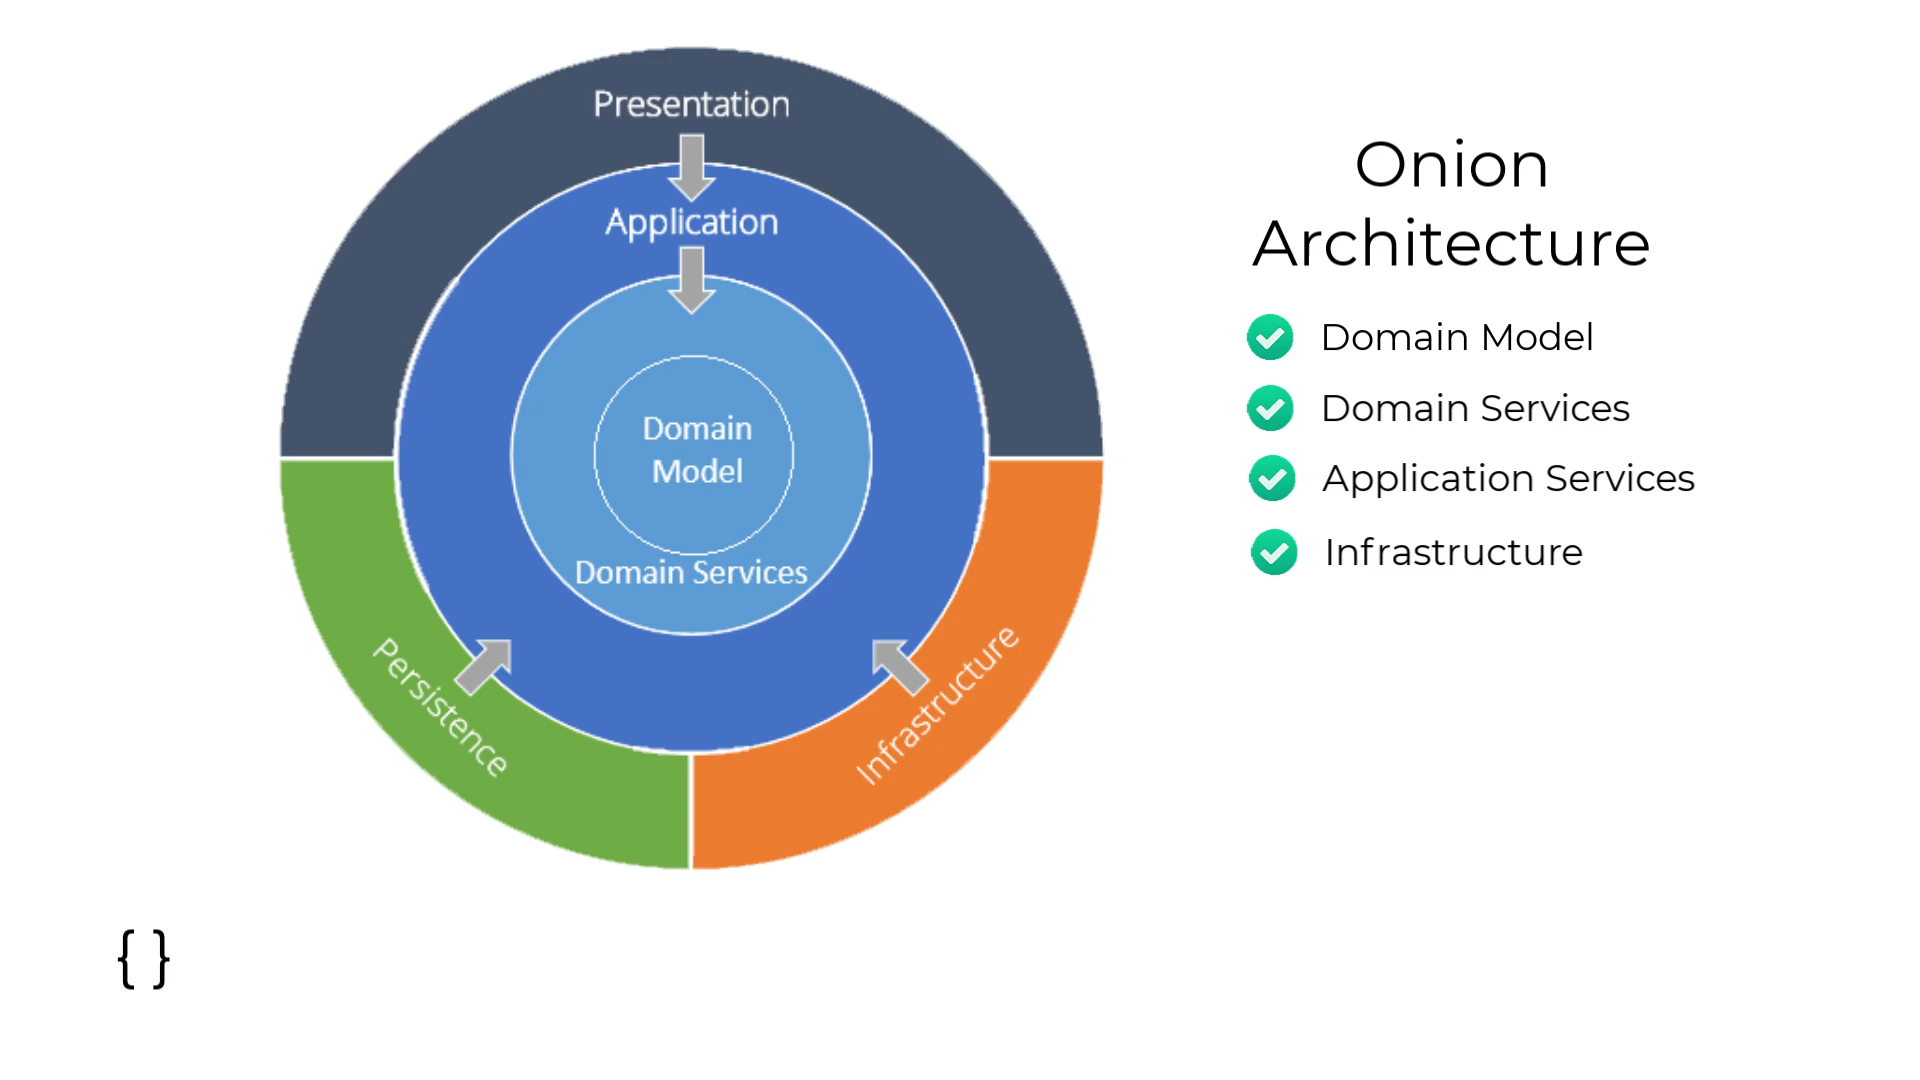 Presentation
Application
Domain
Model
Domain Services
Persistence
Infrastructure
Onion
Architecture
Domain Model
Domain Services
Application Services
Infrastructure
{ }